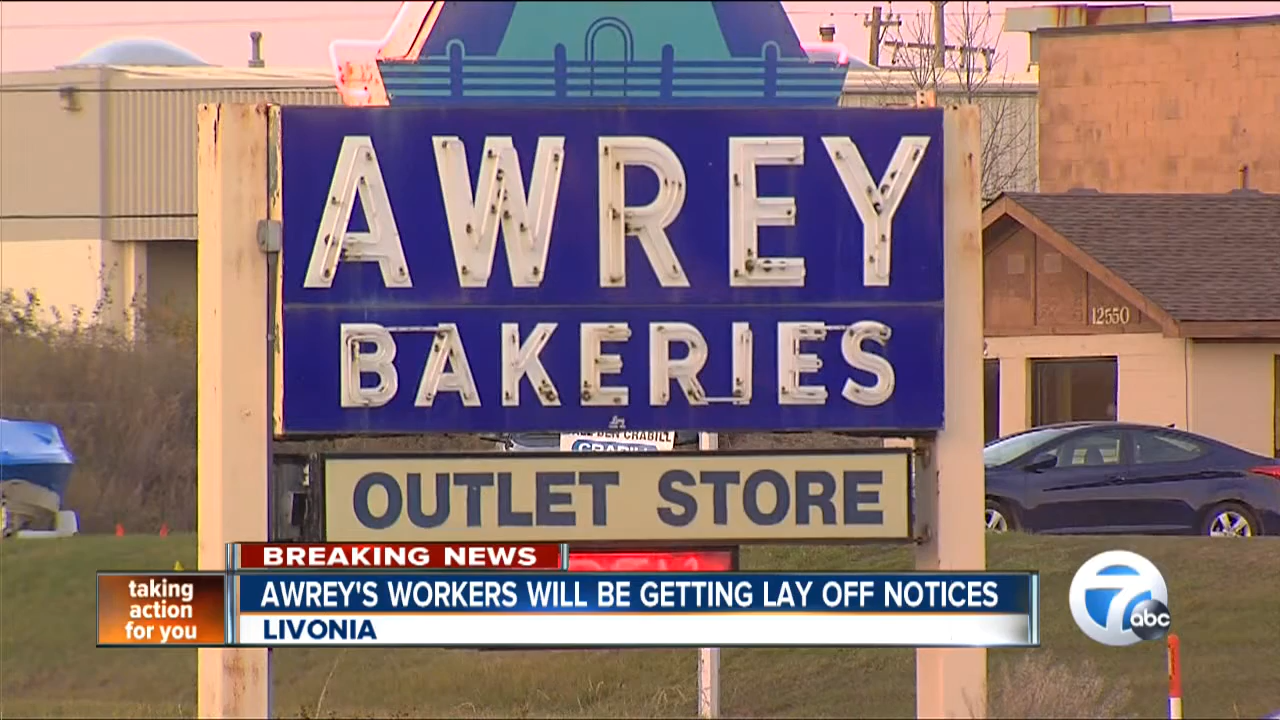 AWREY
BAKERIES
12550
OUTLET STORE
BREAKING NEWS
taking
action
for you
AWREY'S WORKERS WILL BE GETTING LAY OFF NOTICES
LIVONIA
7
abc